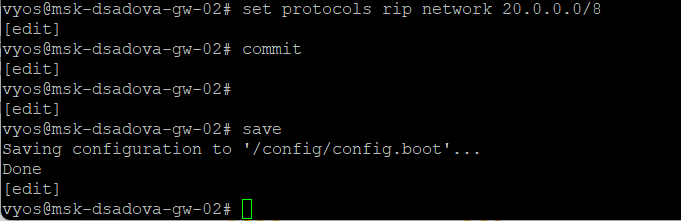 vyos@msk-dsadova-gw-02# set protocols rip network 20.0.0.0/8
[edit]
vyos@msk-dsadova-gw-02# commit
[edit]
vyos@msk-dsadova-gw-02#
[edit]
vyos@msk-dsadova-gw-02# save
Saving configuration to '/config/config.boot'...
Done
[edit]
vyos@msk-dsadova-gw-02#